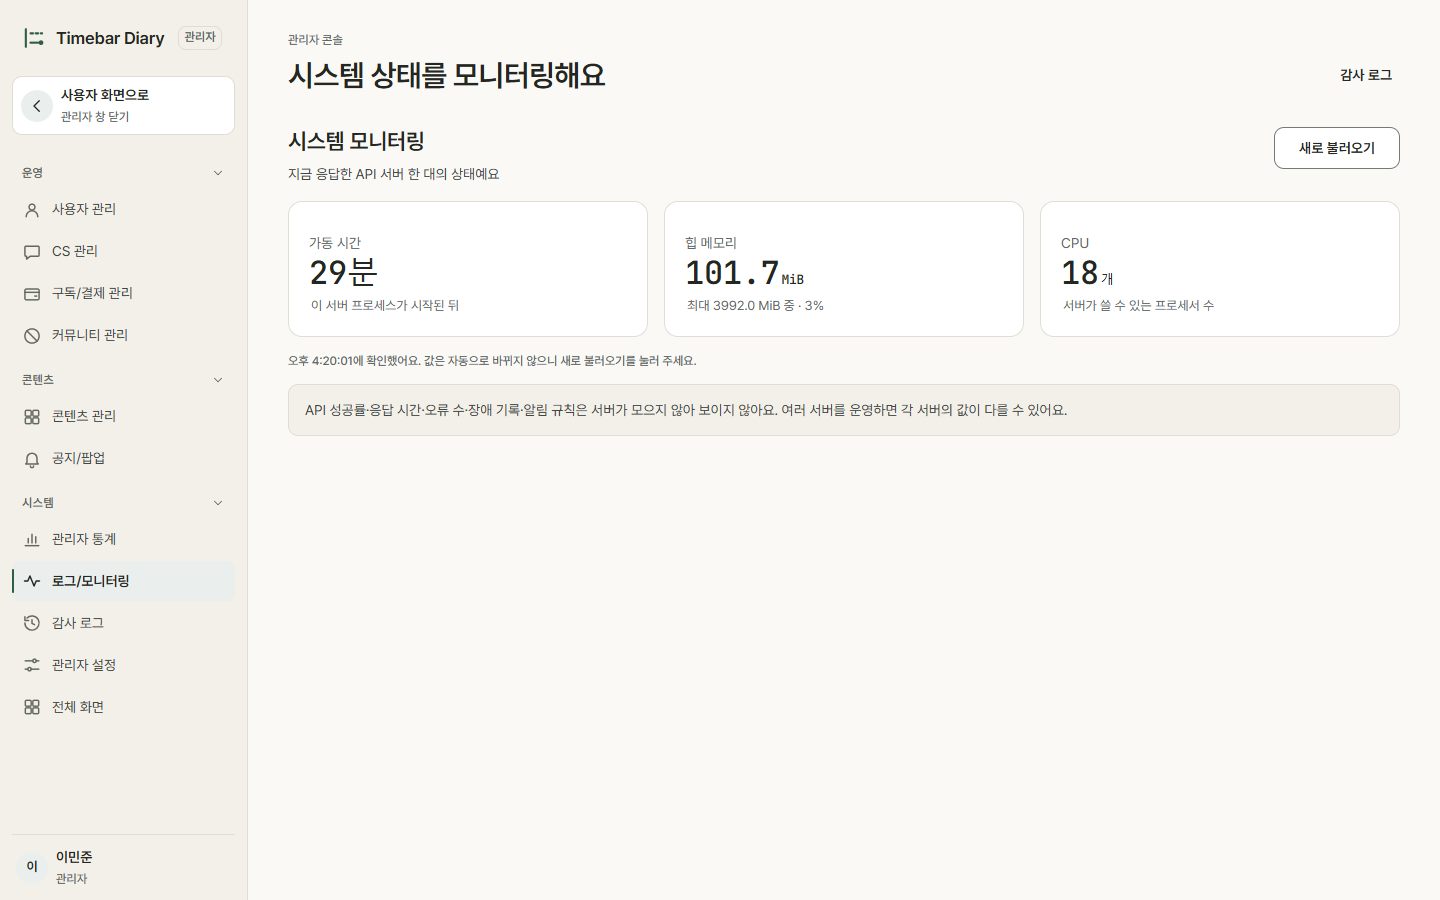 Timebar Diary 관리자
사용자 화면으로
관리자 창 닫기
운영
사용자 관리
CS 관리
구독/결제 관리
커뮤니티 관리
콘텐츠
콘텐츠 관리
공지/팝업
시스템
관리자 통계
로그/모니터링
감사 로그
관리자 설정
전체 화면
이 이민준
관리자
관리자 콘솔
시스템 상태를 모니터링해요
감사 로그
시스템 모니터링
새로 불러오기
지금 응답한 API 서버 한 대의 상태예요
가동 시간
29분
이 서버 프로세스가 시작된 뒤
힙 메모리
101.7 MiB
최대 3992.0 MiB 중 · 3%
CPU
18 개
서버가 쓸 수 있는 프로세서 수
오후 4:20:01에 확인했어요. 값은 자동으로 바뀌지 않으니 새로 불러오기를 눌러 주세요.
API 성공률·응답 시간·오류 수·장애 기록·알림 규칙은 서버가 모으지 않아 보이지 않아요. 여러 서버를 운영하면 각 서버의 값이 다를 수 있어요.